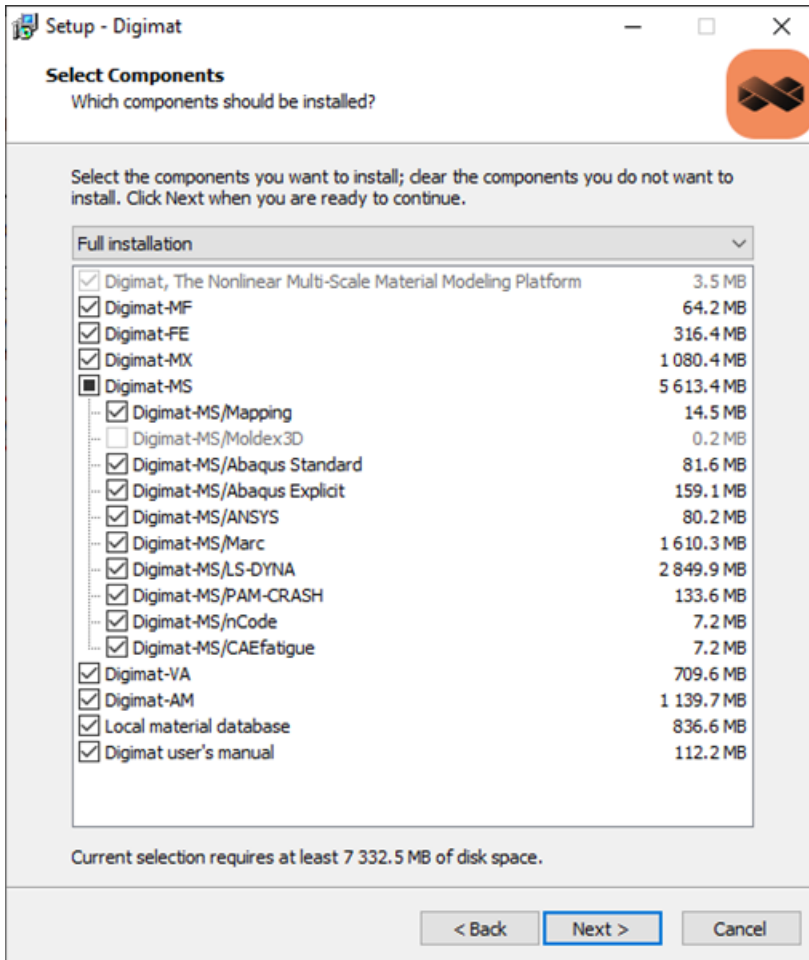 Setup - Digimat
Select Components
Which components should be installed?
Select the components you want to install; clear the components you do not want to
install. Click Next when you are ready to continue.
Full installation
Digimat, The Nonlinear Multi-Scale Material Modeling Platform 3.5 MB
Digimat-MF 64.2 MB
Digimat-FE 316.4 MB
Digimat-MX 1 080.4 MB
Digimat-MS 5 613.4 MB
Digimat-MS/Mapping 14.5 MB
Digimat-MS/Moldex3D 0.2 MB
Digimat-MS/Abaqus Standard 81.6 MB
Digimat-MS/Abaqus Explicit 159.1 MB
Digimat-MS/ANSYS 80.2 MB
Digimat-MS/Marc 1 610.3 MB
Digimat-MS/LS-DYNA 2 849.9 MB
Digimat-MS/PAM-CRASH 133.6 MB
Digimat-MS/nCode 7.2 MB
Digimat-MS/CAEfatigue 7.2 MB
Digimat-VA 709.6 MB
Digimat-AM 1 139.7 MB
Local material database 836.6 MB
Digimat user's manual 112.2 MB
Current selection requires at least 7 332.5 MB of disk space.
< Back Next > Cancel